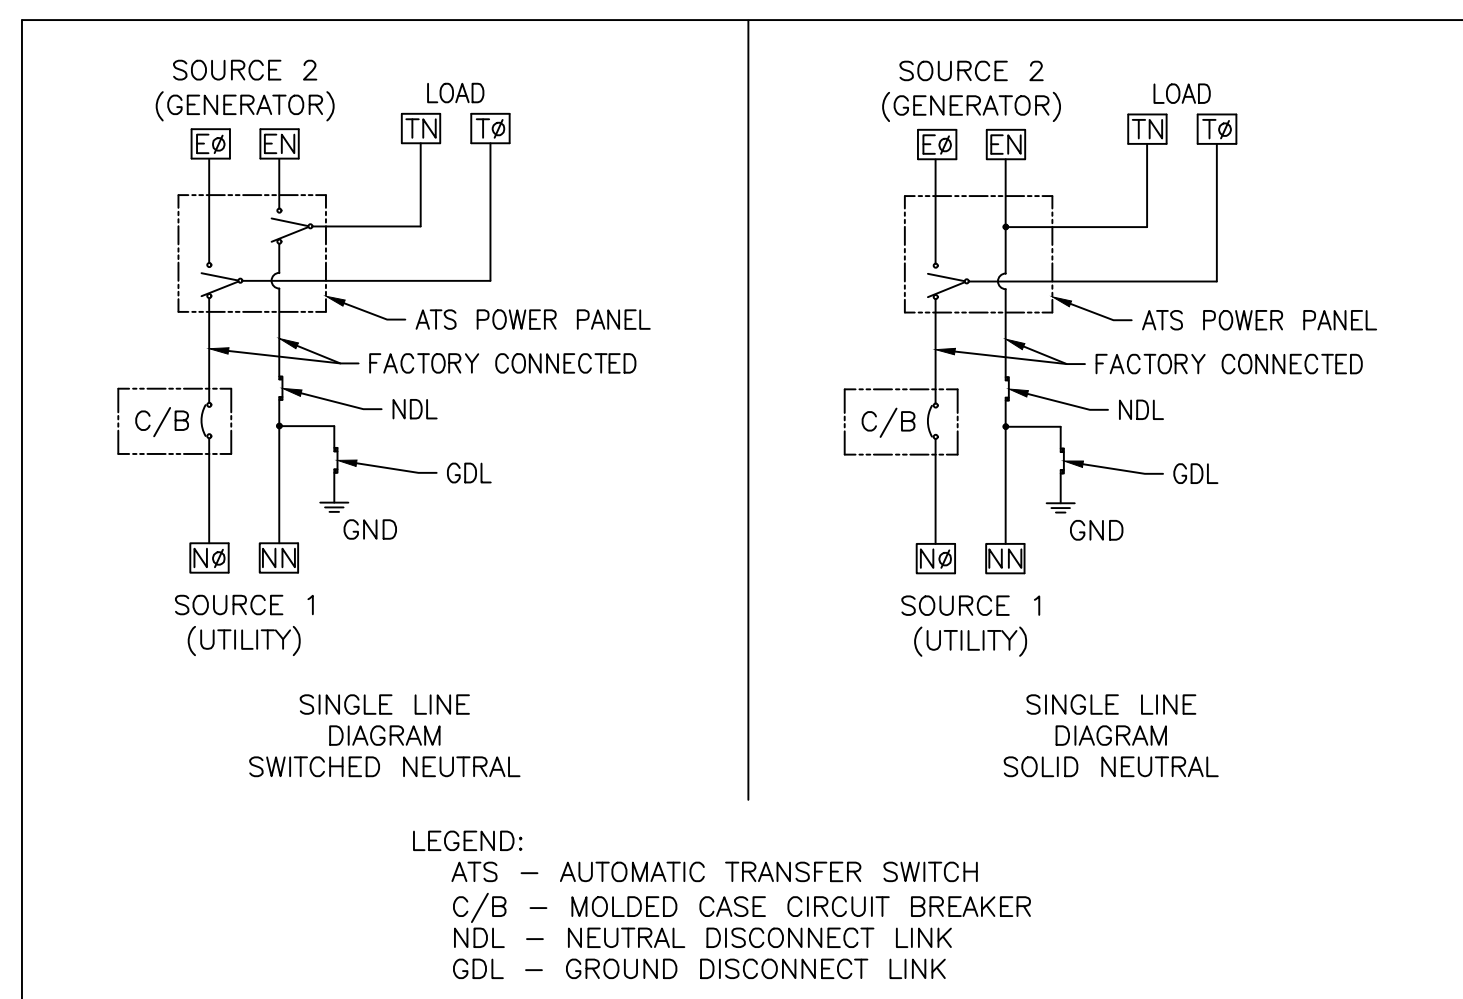 SOURCE 2
(GENERATOR)
LOAD
EØ
EN
TN
TØ
ATS POWER PANEL
FACTORY CONNECTED
NDL
C/B
GDL
GND
NØ
NN
SOURCE 1
(UTILITY)
SINGLE LINE
DIAGRAM
SWITCHED NEUTRAL
SOURCE 2
(GENERATOR)
LOAD
EØ
EN
TN
TØ
ATS POWER PANEL
FACTORY CONNECTED
NDL
C/B
GDL
GND
NØ
NN
SOURCE 1
(UTILITY)
SINGLE LINE
DIAGRAM
SOLID NEUTRAL
LEGEND:
ATS – AUTOMATIC TRANSFER SWITCH
C/B – MOLDED CASE CIRCUIT BREAKER
NDL – NEUTRAL DISCONNECT LINK
GDL – GROUND DISCONNECT LINK